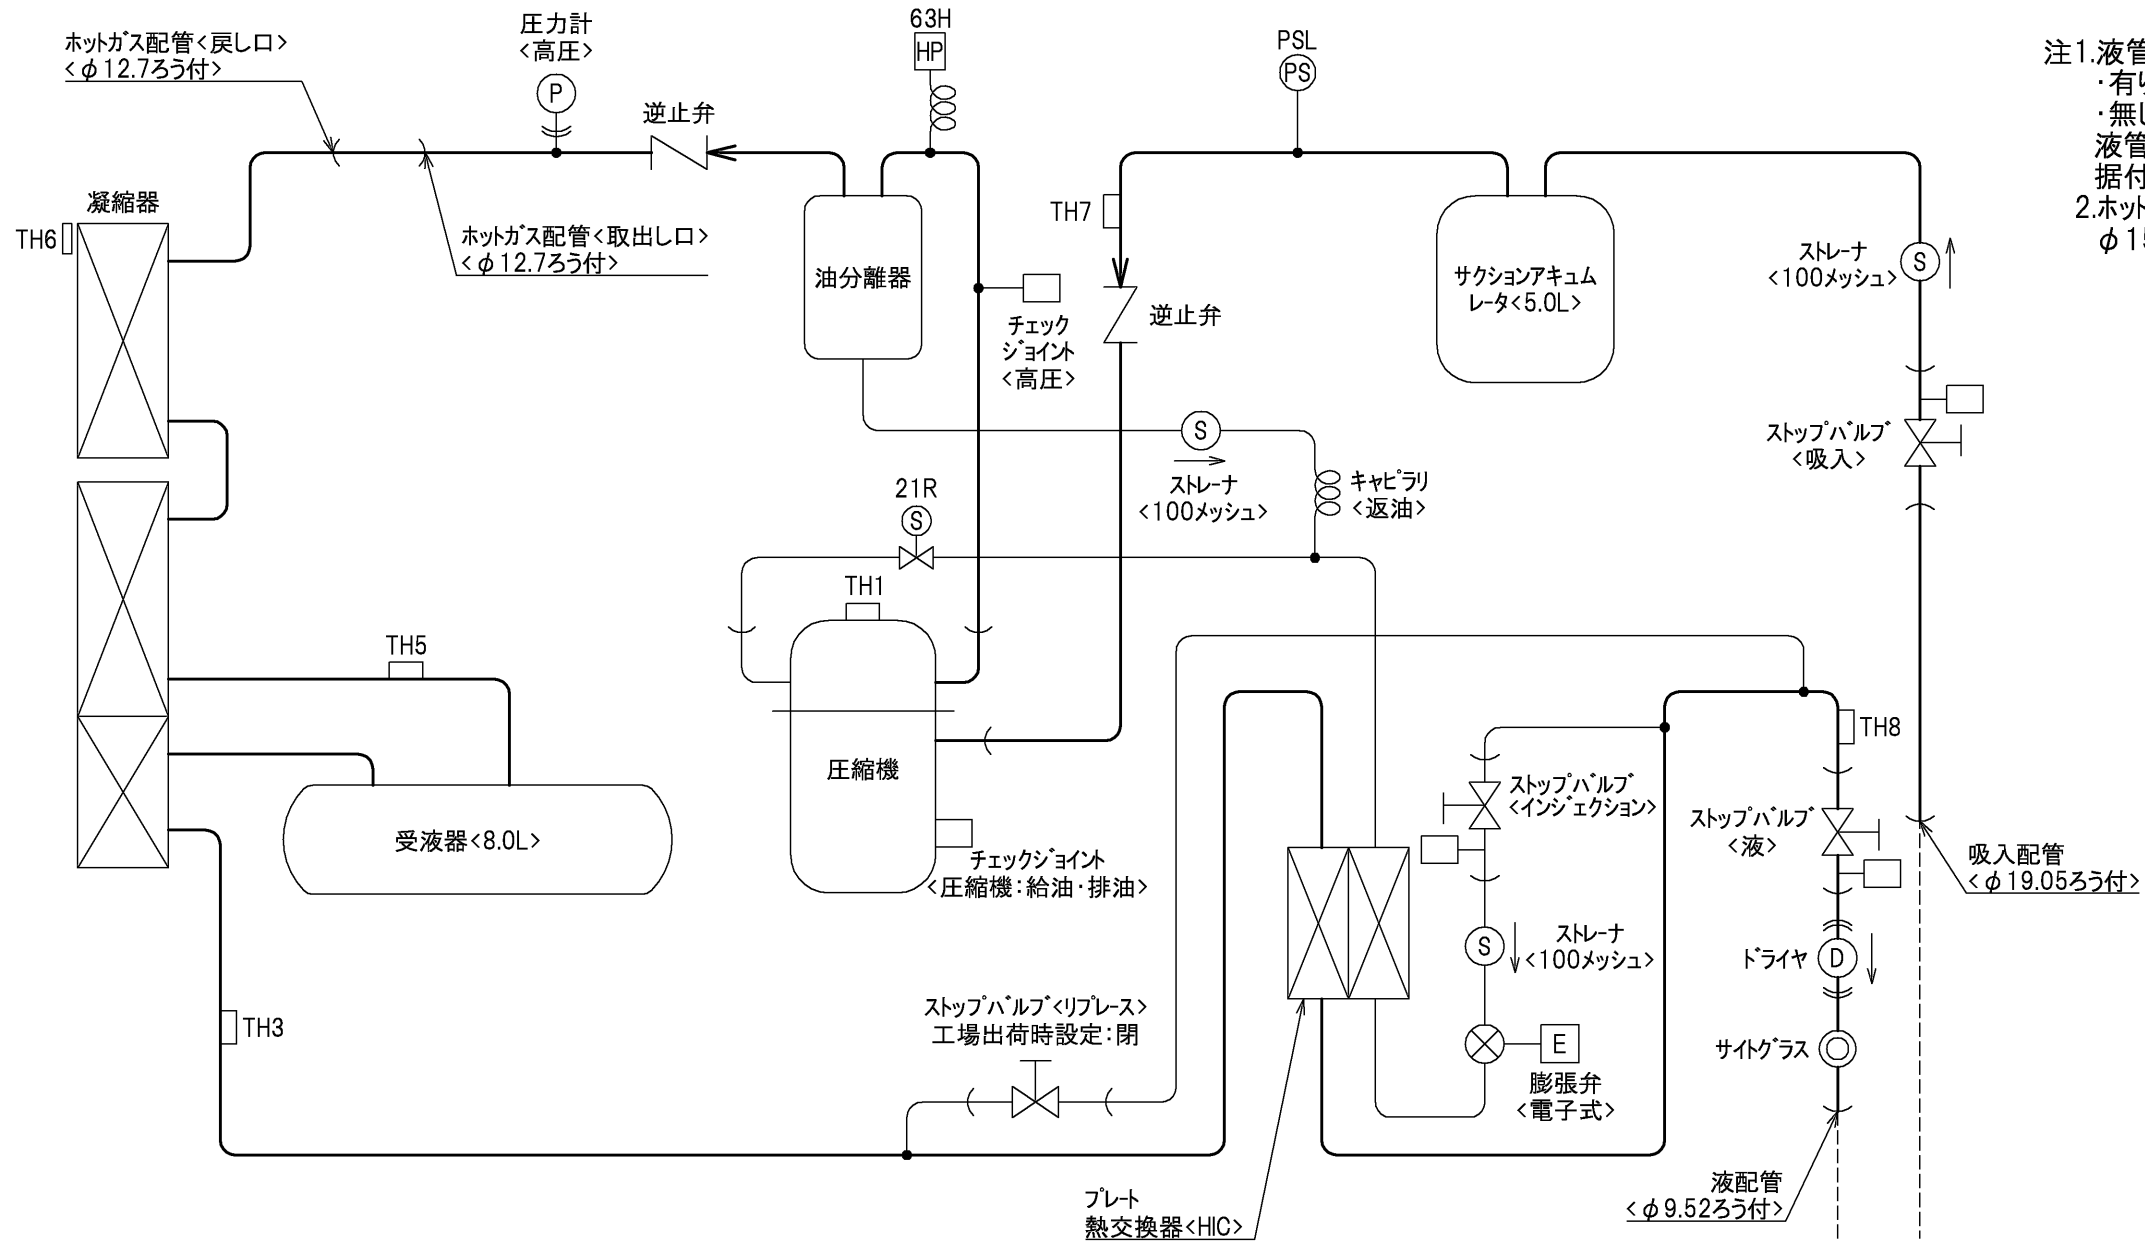 ホットガス配管<戻し口>
<φ12.7ろう付>
圧力計
<高圧>
P
逆止弁
63H
HP
PSL
PS
注1.液管
・有り
・無し
液管
据付
2.ホット
φ15
凝縮器
TH6
ホットガス配管<取出し口>
<φ12.7ろう付>
油分離器
TH7
逆止弁
チェック
ジョイント
<高圧>
サクションアキュム
レータ<5.0L>
ストレーナ
<100メッシュ>
S
ストップバルブ
<吸入>
S
ストレーナ
<100メッシュ>
キャピラリ
<返油>
21R
S
TH1
TH5
圧縮機
受液器<8.0L>
チェックジョイント
<圧縮機:給油・排油>
TH8
ストップバルブ
<インジェクション>
ストップバルブ
<液>
吸入配管
<φ19.05ろう付>
S
ストレーナ
<100メッシュ>
ドライヤ
D
TH3
ストップバルブ<リプレース>
工場出荷時設定:閉
E
膨張弁
<電子式>
サイトグラス
プレート
熱交換器<HIC>
液配管
<φ9.52ろう付>